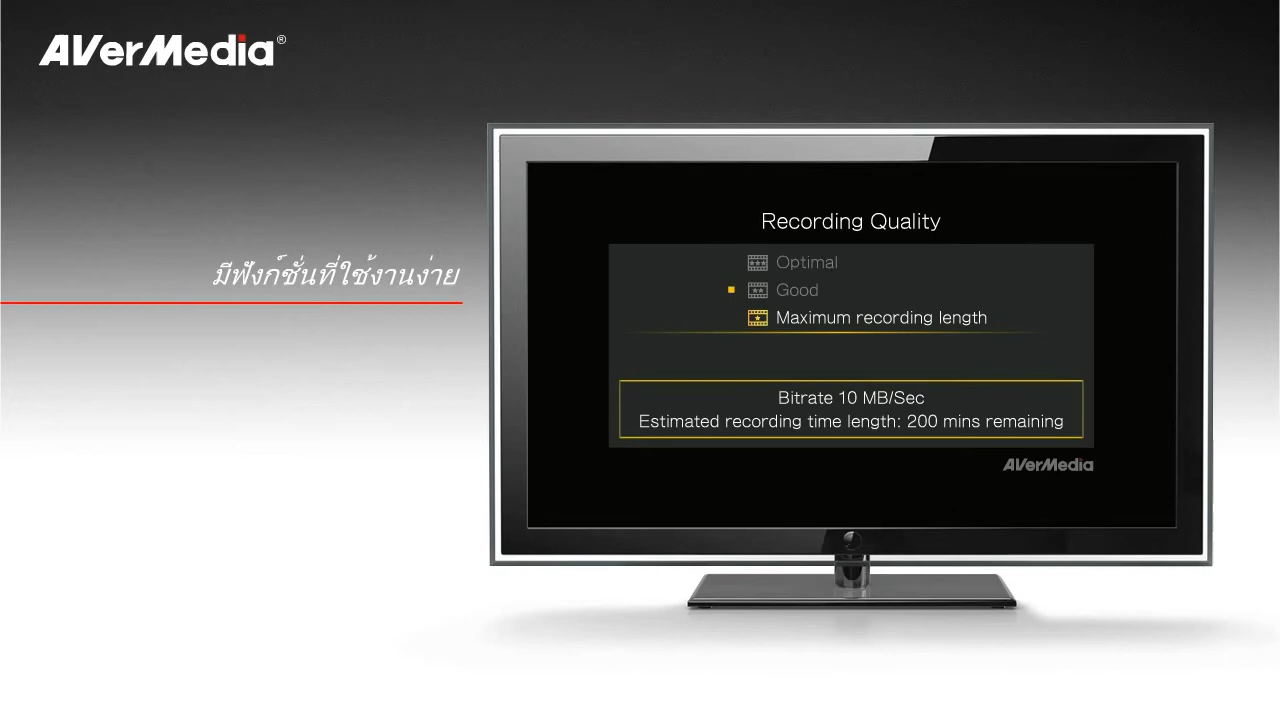 AVerMedia®
มีฟังก์ชั่นที่ใช้งานง่าย
Recording Quality
Optimal
Good
Maximum recording length
Bitrate 10 MB/Sec
Estimated recording time length: 200 mins remaining
AVerMedia